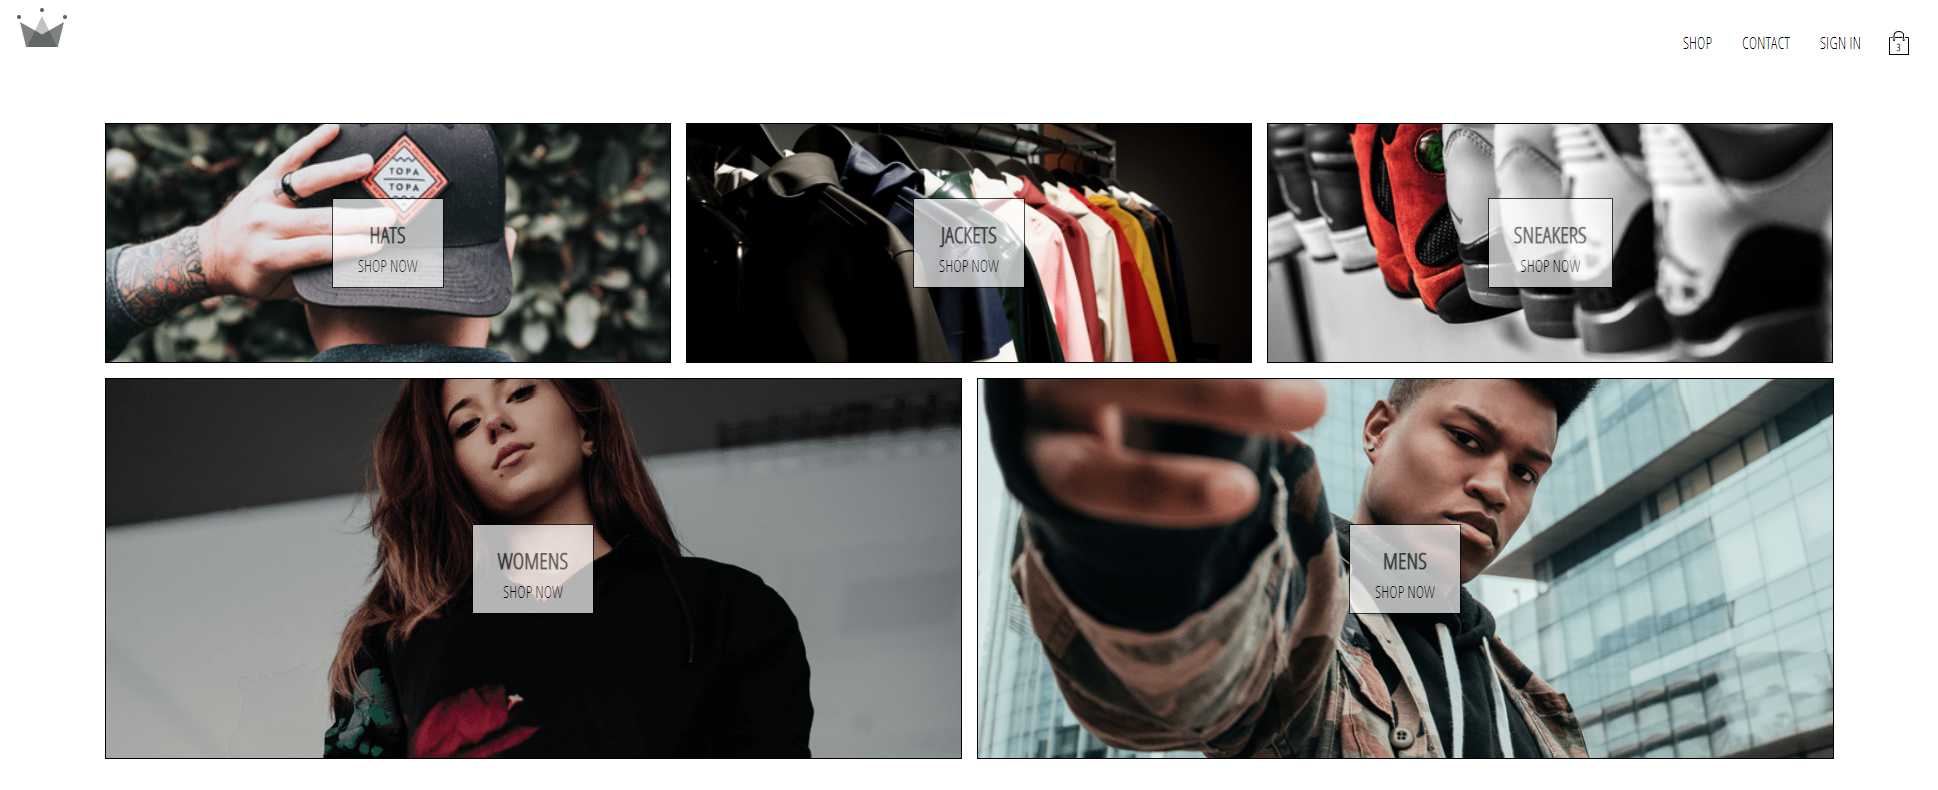 SHOP
CONTACT
SIGN IN
3
TOPA
TOPA
HATS
SHOP NOW
JACKETS
SHOP NOW
SNEAKERS
SHOP NOW
WOMENS
SHOP NOW
MENS
SHOP NOW